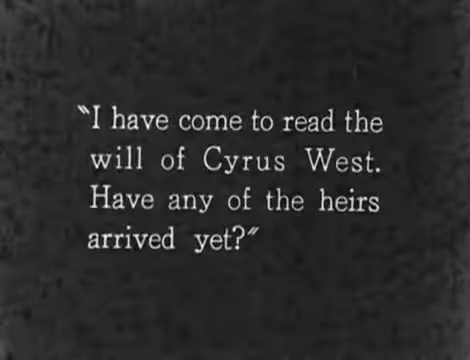 "I have come to read the
will of Cyrus West.
Have any of the heirs
arrived yet?"